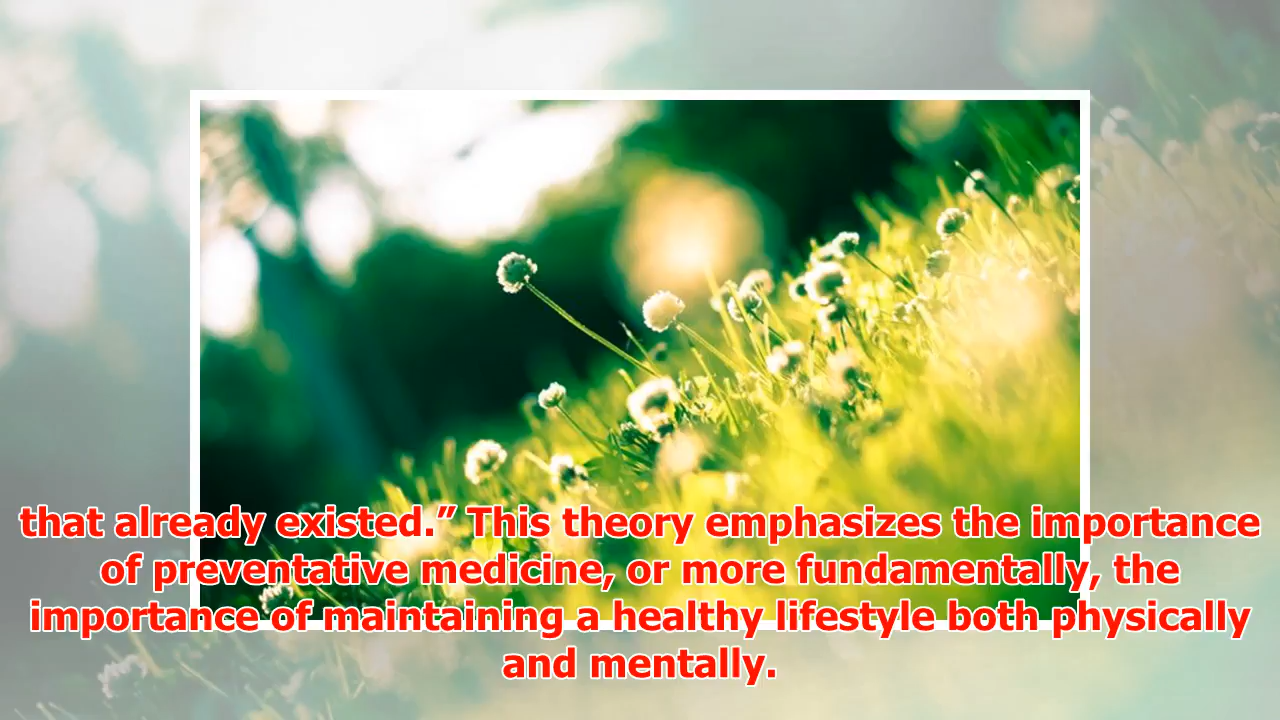 that already existed.” This theory emphasizes the importance
of preventative medicine, or more fundamentally, the
importance of maintaining a healthy lifestyle both physically
and mentally.